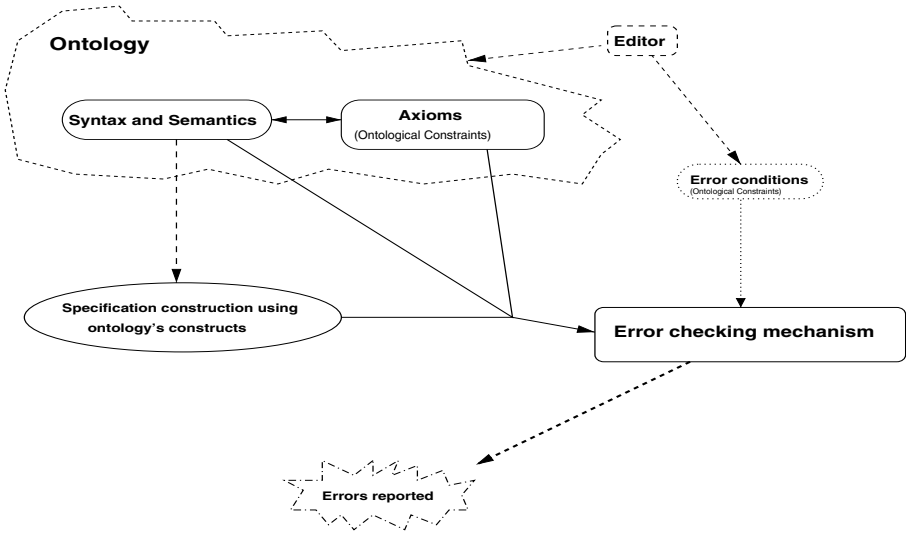 Ontology
Editor
Syntax and Semantics
Axioms
(Ontological Constraints)
Error conditions
(Ontological Constraints)
Specification construction using
ontology's constructs
Error checking mechanism
Errors reported